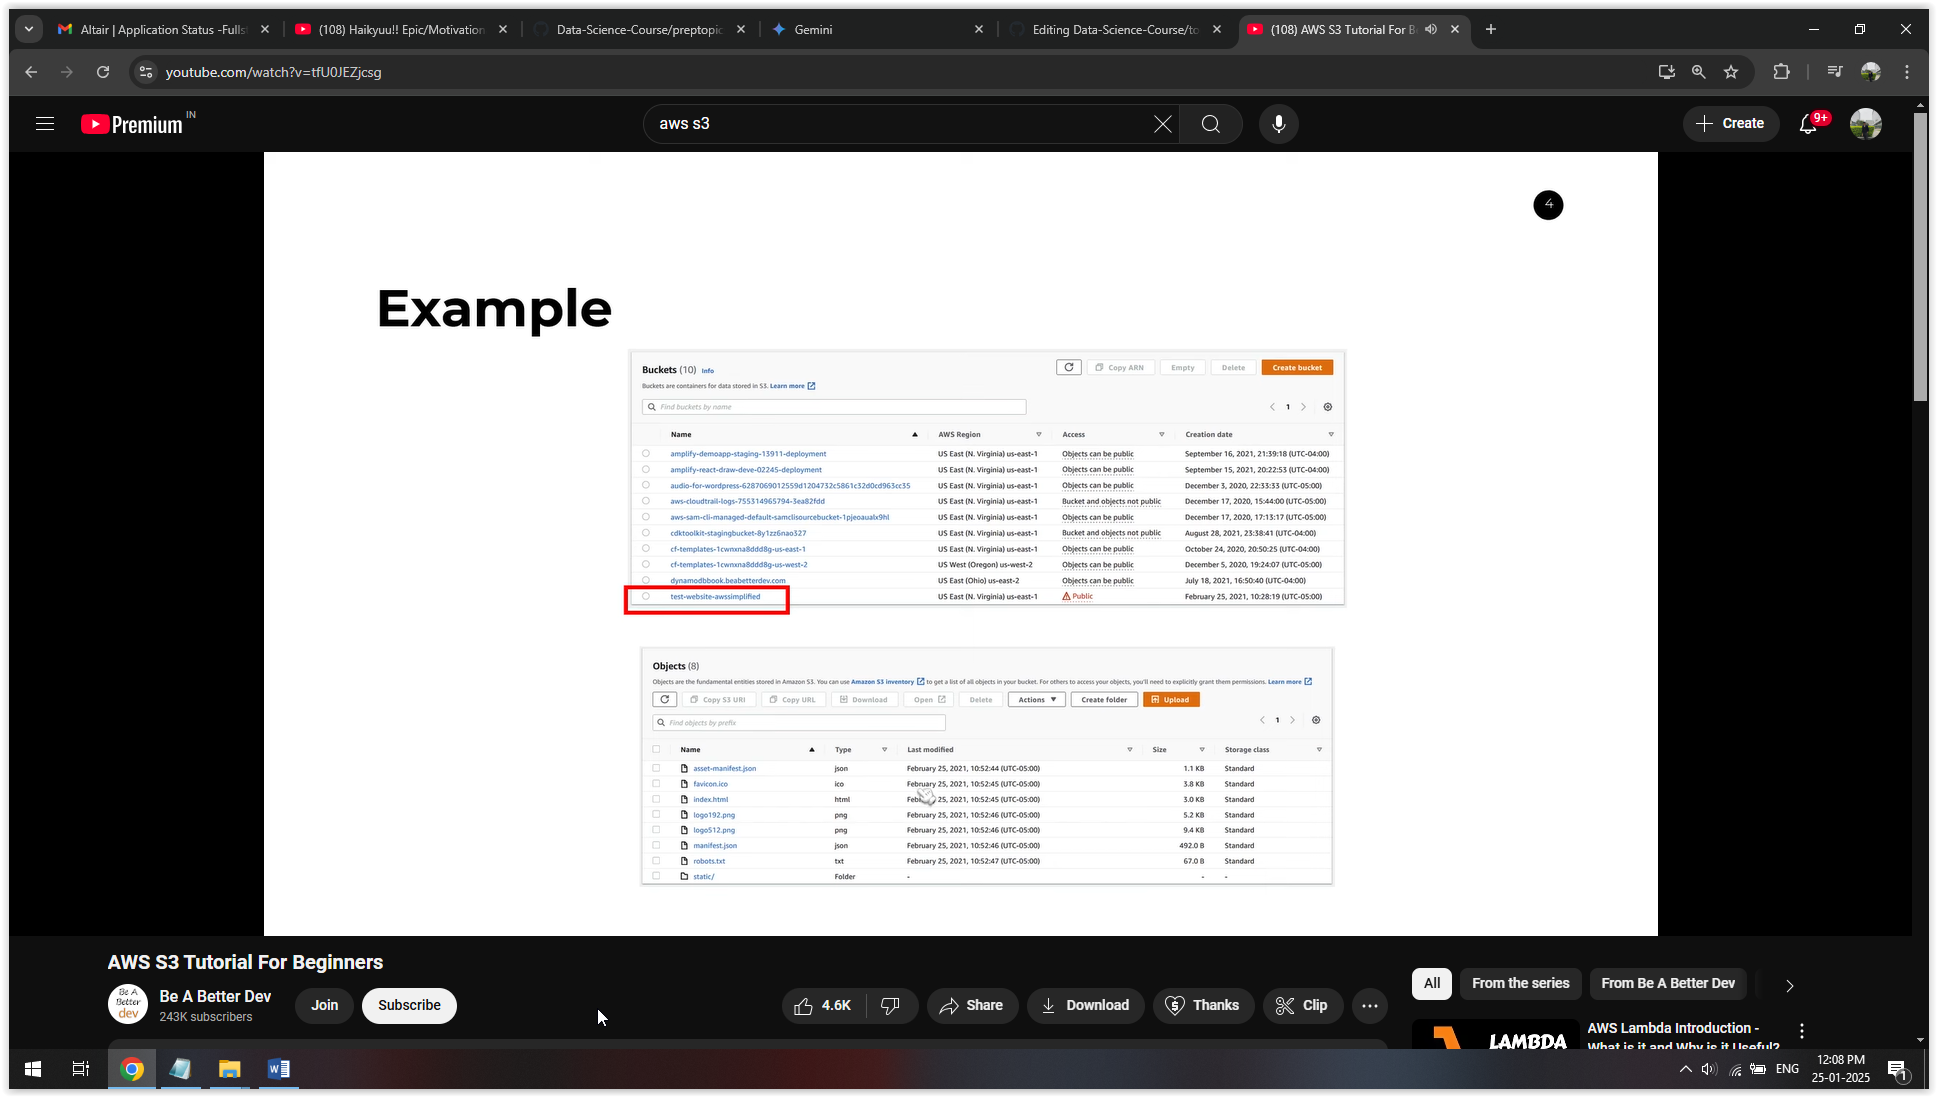 Altair | Application Status -Fulls
(108) Haikyuu!! Epic/Motivation
Data-Science-Course/preptopic
Gemini
Editing Data-Science-Course/to
(108) AWS S3 Tutorial For B
youtube.com/watch?v=tfU0JEZjcsg
Premium IN
aws s3
Create
9+
4
Example
Buckets (10) Info
Copy ARN Empty Delete Create bucket
Buckets are containers for data stored in S3. Learn more
Find buckets by name
1
Name AWS Region Access Creation date
amplify-demoapp-staging-13911-deployment US East (N. Virginia) us-east-1 Objects can be public September 16, 2021, 21:39:18 (UTC-04:00)
amplify-react-draw-deve-02245-deployment US East (N. Virginia) us-east-1 Objects can be public September 15, 2021, 20:22:53 (UTC-04:00)
audio-for-wordpress-6287069012559d1204732c5861c32d0cd963cc35 US East (N. Virginia) us-east-1 Objects can be public December 3, 2020, 22:33:33 (UTC-05:00)
aws-cloudtrail-logs-755314965794-3ea82fdd US East (N. Virginia) us-east-1 Bucket and objects not public December 17, 2020, 15:44:00 (UTC-05:00)
aws-sam-cli-managed-default-samclisourcebucket-1pjeoaualx9hl US East (N. Virginia) us-east-1 Objects can be public December 17, 2020, 17:13:17 (UTC-05:00)
cdktoolkit-stagingbucket-8y1zz6nao327 US East (N. Virginia) us-east-1 Bucket and objects not public August 28, 2021, 23:38:41 (UTC-04:00)
cf-templates-1cwnxna8ddd8g-us-east-1 US East (N. Virginia) us-east-1 Objects can be public October 24, 2020, 20:50:25 (UTC-04:00)
cf-templates-1cwnxna8ddd8g-us-west-2 US West (Oregon) us-west-2 Objects can be public December 5, 2020, 19:24:07 (UTC-05:00)
dynamodbbook.beabetterdev.com US East (Ohio) us-east-2 Objects can be public July 18, 2021, 16:50:40 (UTC-04:00)
test-website-awssimplified US East (N. Virginia) us-east-1 Public February 25, 2021, 10:28:19 (UTC-05:00)
Objects (8)
Objects are the fundamental entities stored in Amazon S3. You can use Amazon S3 inventory to get a list of all objects in your bucket. For others to access your objects, you'll need to explicitly grant them permissions. Learn more
Copy S3 URI Copy URL Download Open Delete Actions Create folder Upload
Find objects by prefix
1
Name Type Last modified Size Storage class
asset-manifest.json json February 25, 2021, 10:52:44 (UTC-05:00) 1.1 KB Standard
favicon.ico ico February 25, 2021, 10:52:45 (UTC-05:00) 3.8 KB Standard
index.html html February 25, 2021, 10:52:45 (UTC-05:00) 3.0 KB Standard
logo192.png png February 25, 2021, 10:52:46 (UTC-05:00) 5.2 KB Standard
logo512.png png February 25, 2021, 10:52:46 (UTC-05:00) 9.4 KB Standard
manifest.json json February 25, 2021, 10:52:46 (UTC-05:00) 492.0 B Standard
robots.txt txt February 25, 2021, 10:52:47 (UTC-05:00) 67.0 B Standard
static/ Folder - - -
AWS S3 Tutorial For Beginners
Be A Better dev
Be A Better Dev
243K subscribers
Join
Subscribe
4.6K
Share
Download
Thanks
Clip
All
From the series
From Be A Better Dev
LAMBDA
AWS Lambda Introduction -
What is it and Why is it Useful?
ENG
12:08 PM
25-01-2025
1